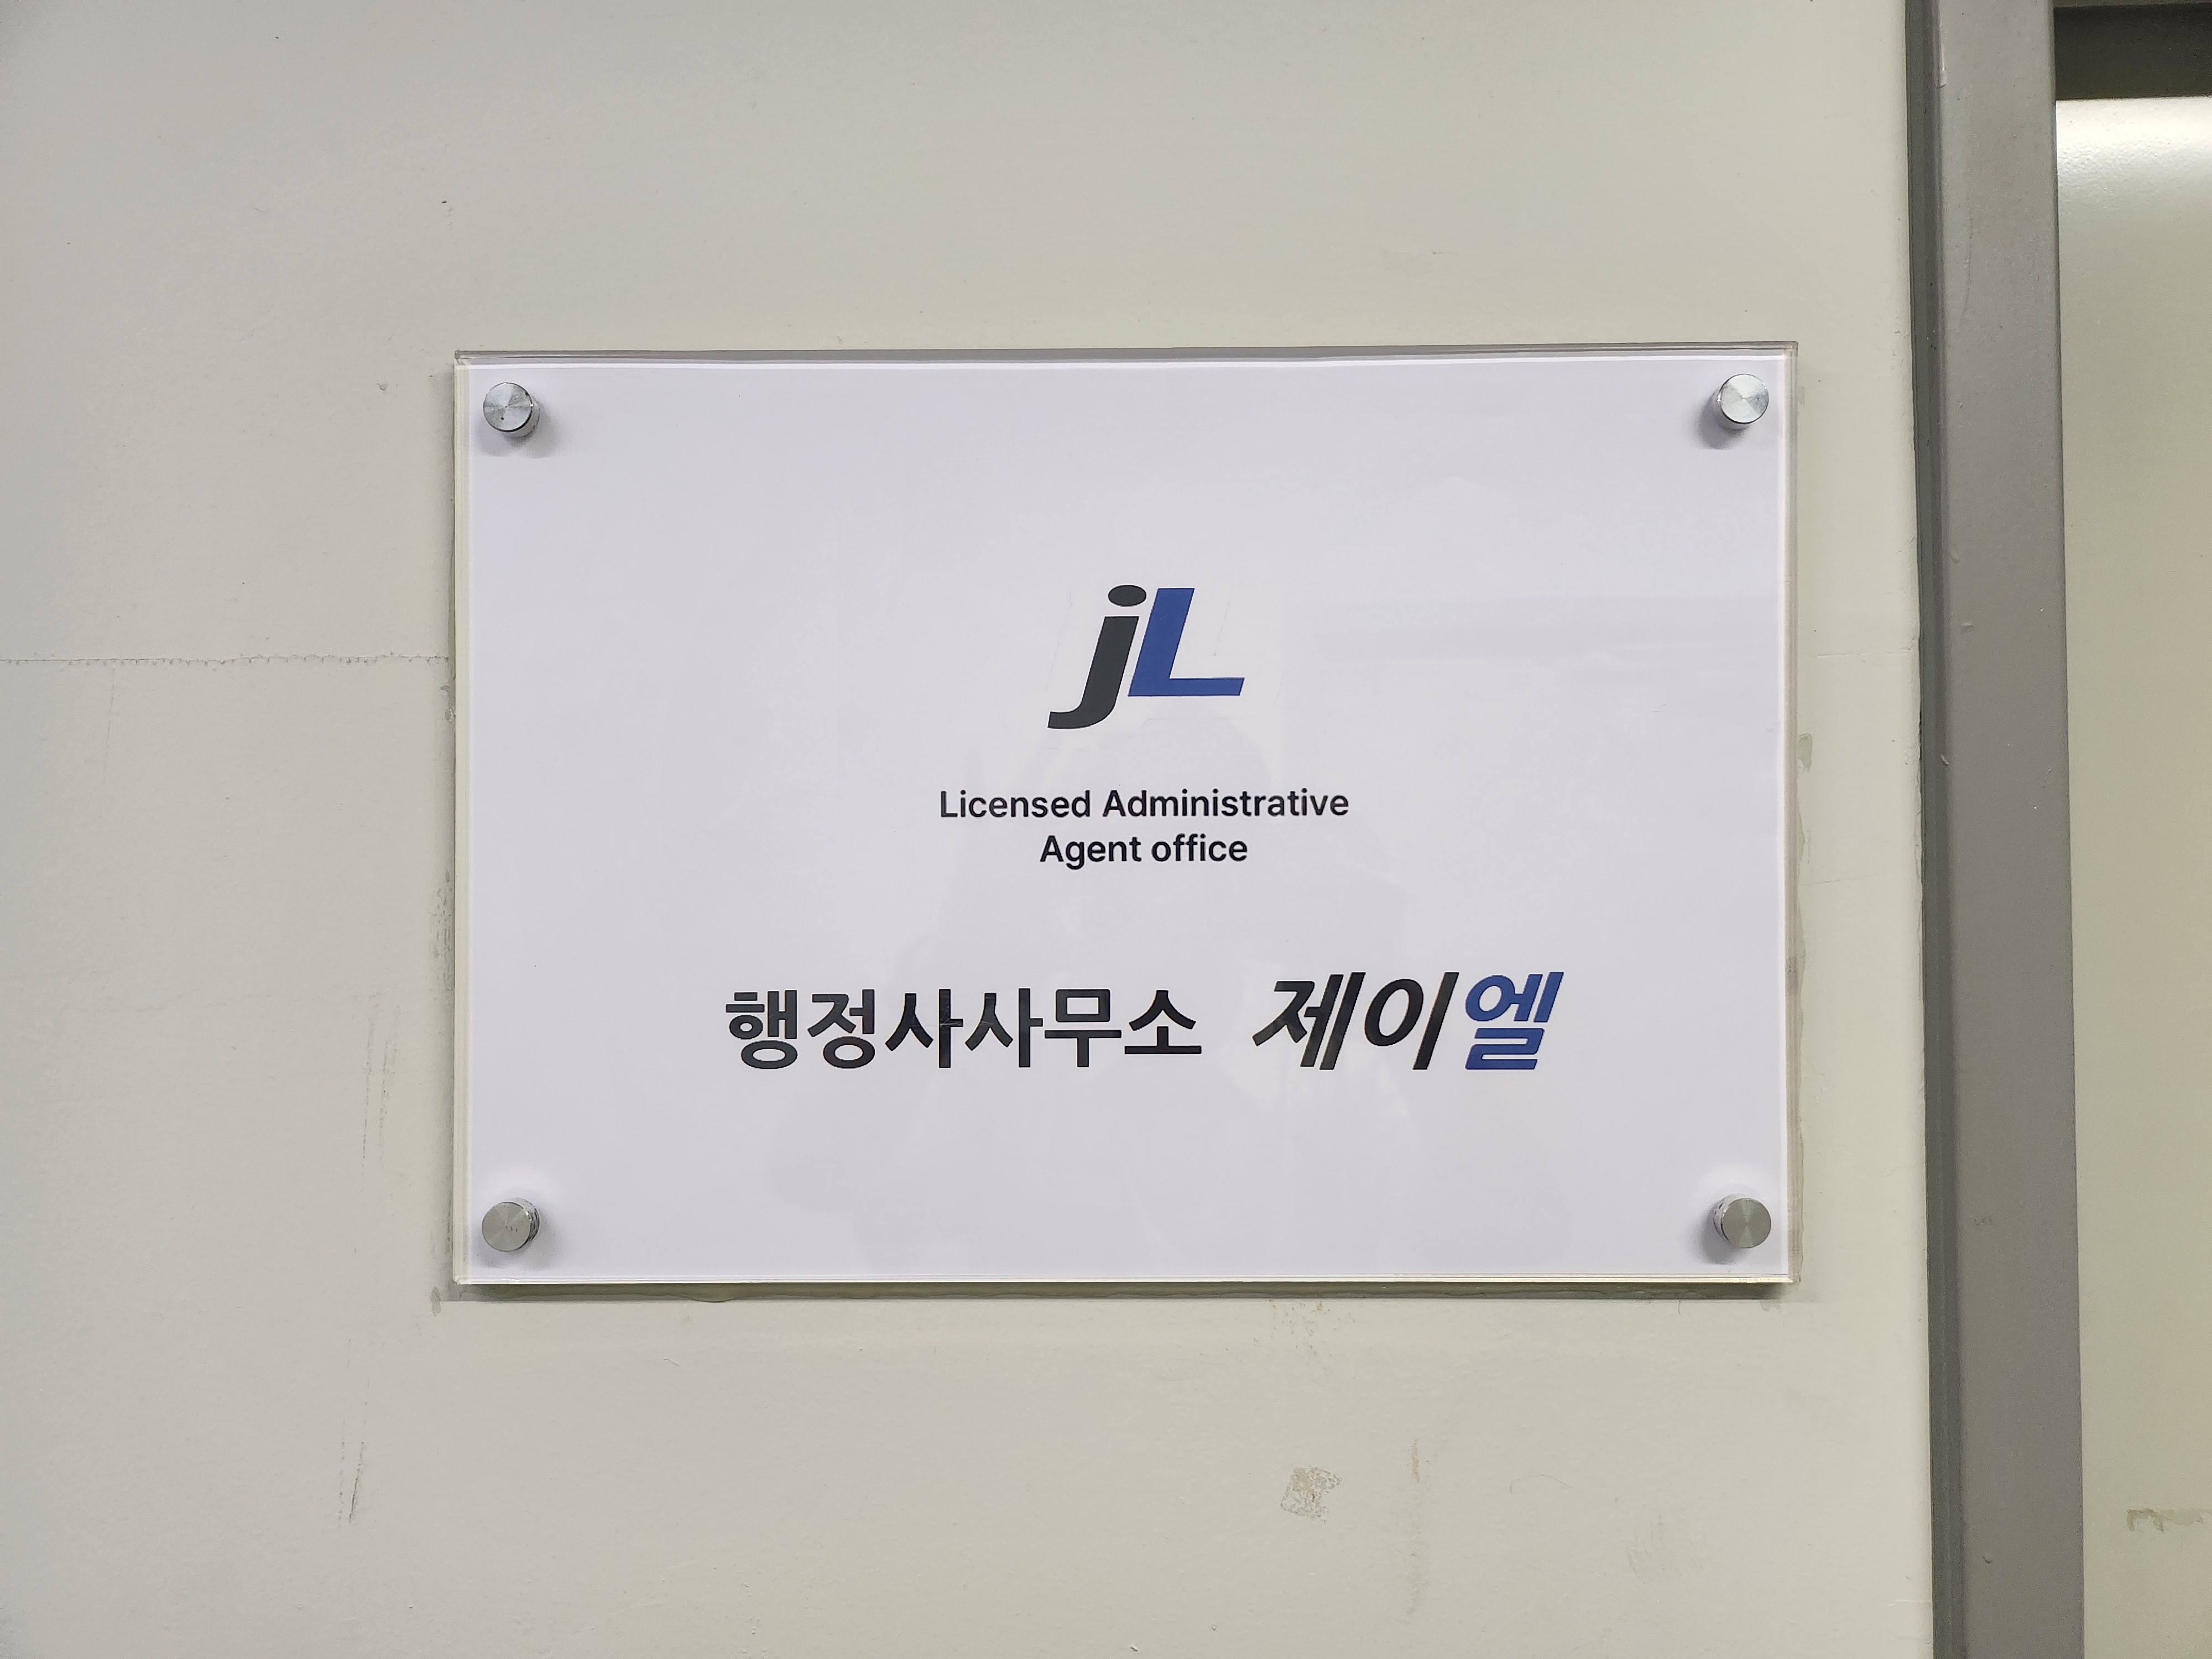 jL
Licensed Administrative
Agent office
행정사사무소 제이엘